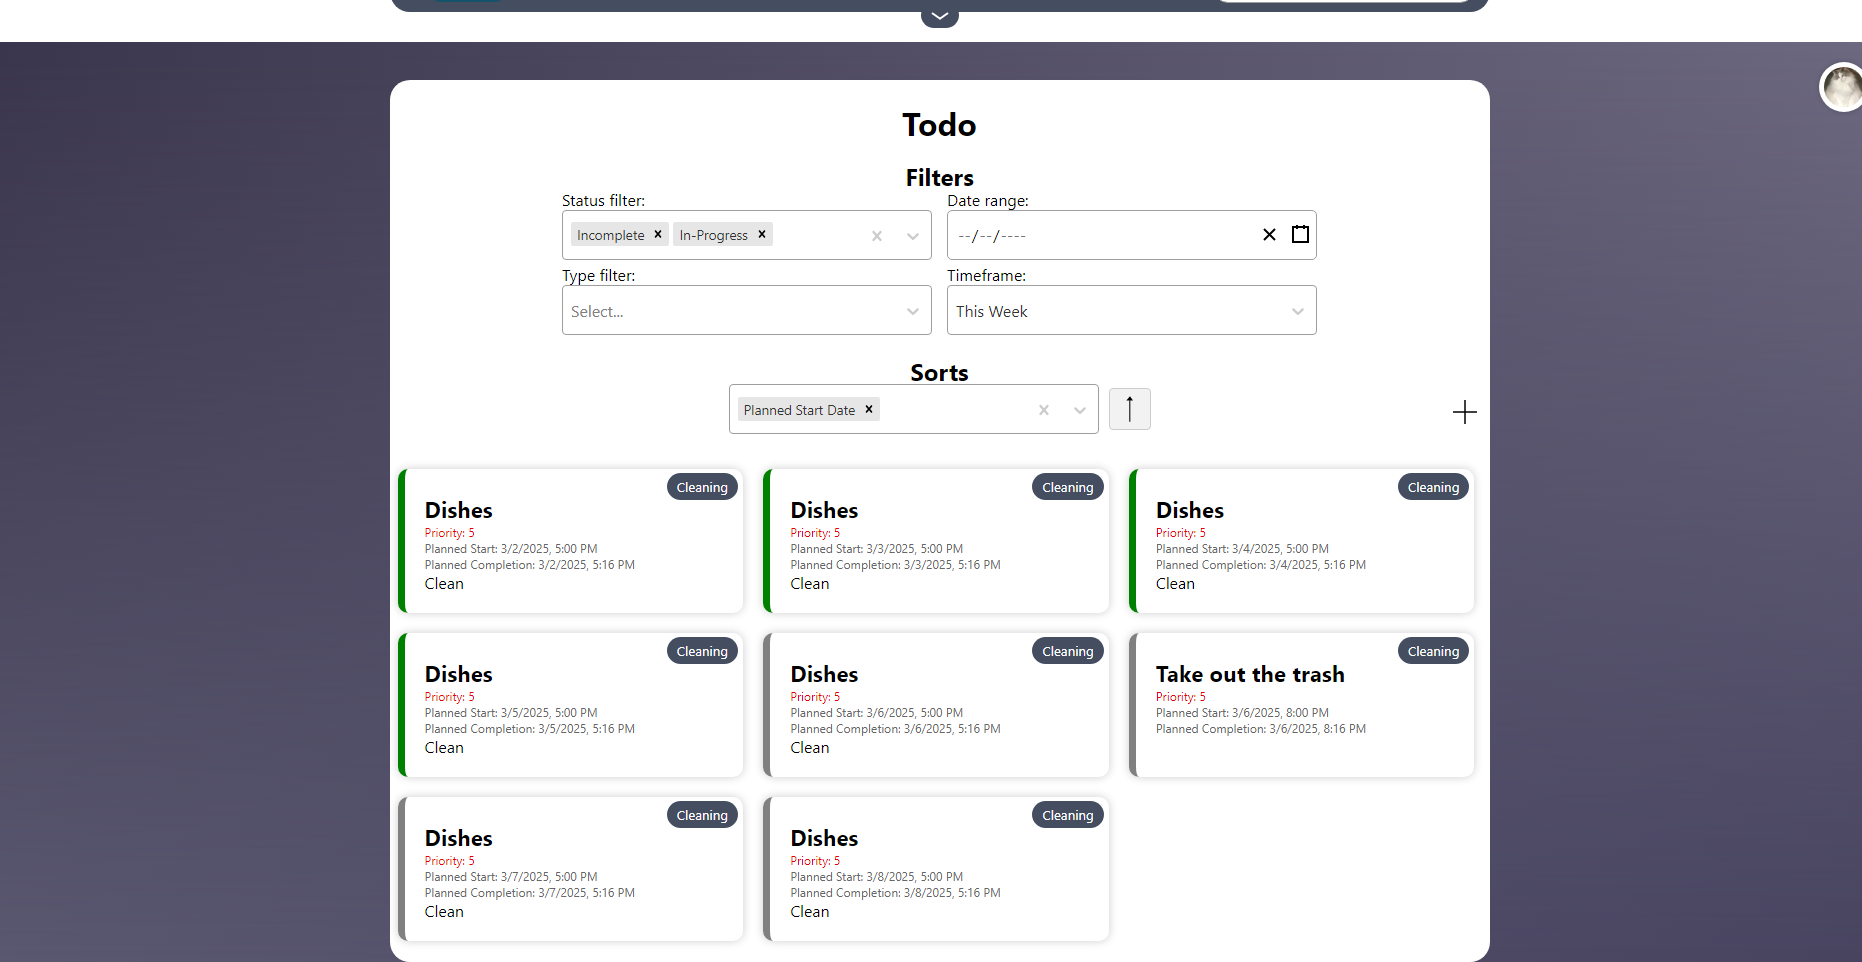 Todo
Filters
Status filter:
Date range:
Incomplete
In-Progress
--/--/----
Type filter:
Timeframe:
Select...
This Week
Sorts
Planned Start Date
Cleaning
Dishes
Priority: 5
Planned Start: 3/2/2025, 5:00 PM
Planned Completion: 3/2/2025, 5:16 PM
Clean
Cleaning
Dishes
Priority: 5
Planned Start: 3/3/2025, 5:00 PM
Planned Completion: 3/3/2025, 5:16 PM
Clean
Cleaning
Dishes
Priority: 5
Planned Start: 3/4/2025, 5:00 PM
Planned Completion: 3/4/2025, 5:16 PM
Clean
Cleaning
Dishes
Priority: 5
Planned Start: 3/5/2025, 5:00 PM
Planned Completion: 3/5/2025, 5:16 PM
Clean
Cleaning
Dishes
Priority: 5
Planned Start: 3/6/2025, 5:00 PM
Planned Completion: 3/6/2025, 5:16 PM
Clean
Cleaning
Take out the trash
Priority: 5
Planned Start: 3/6/2025, 8:00 PM
Planned Completion: 3/6/2025, 8:16 PM
Cleaning
Dishes
Priority: 5
Planned Start: 3/7/2025, 5:00 PM
Planned Completion: 3/7/2025, 5:16 PM
Clean
Cleaning
Dishes
Priority: 5
Planned Start: 3/8/2025, 5:00 PM
Planned Completion: 3/8/2025, 5:16 PM
Clean